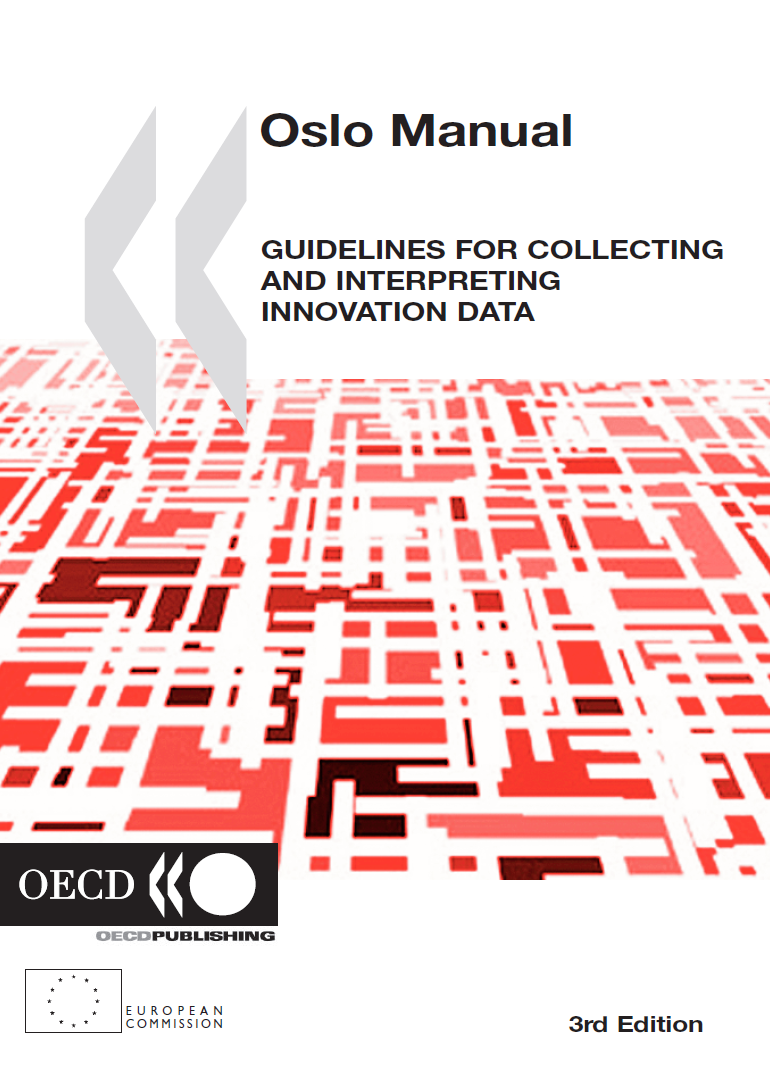 Oslo Manual
GUIDELINES FOR COLLECTING
AND INTERPRETING
INNOVATION DATA
OECD
OECDPUBLISHING
EUROPEAN
COMMISSION
3rd Edition